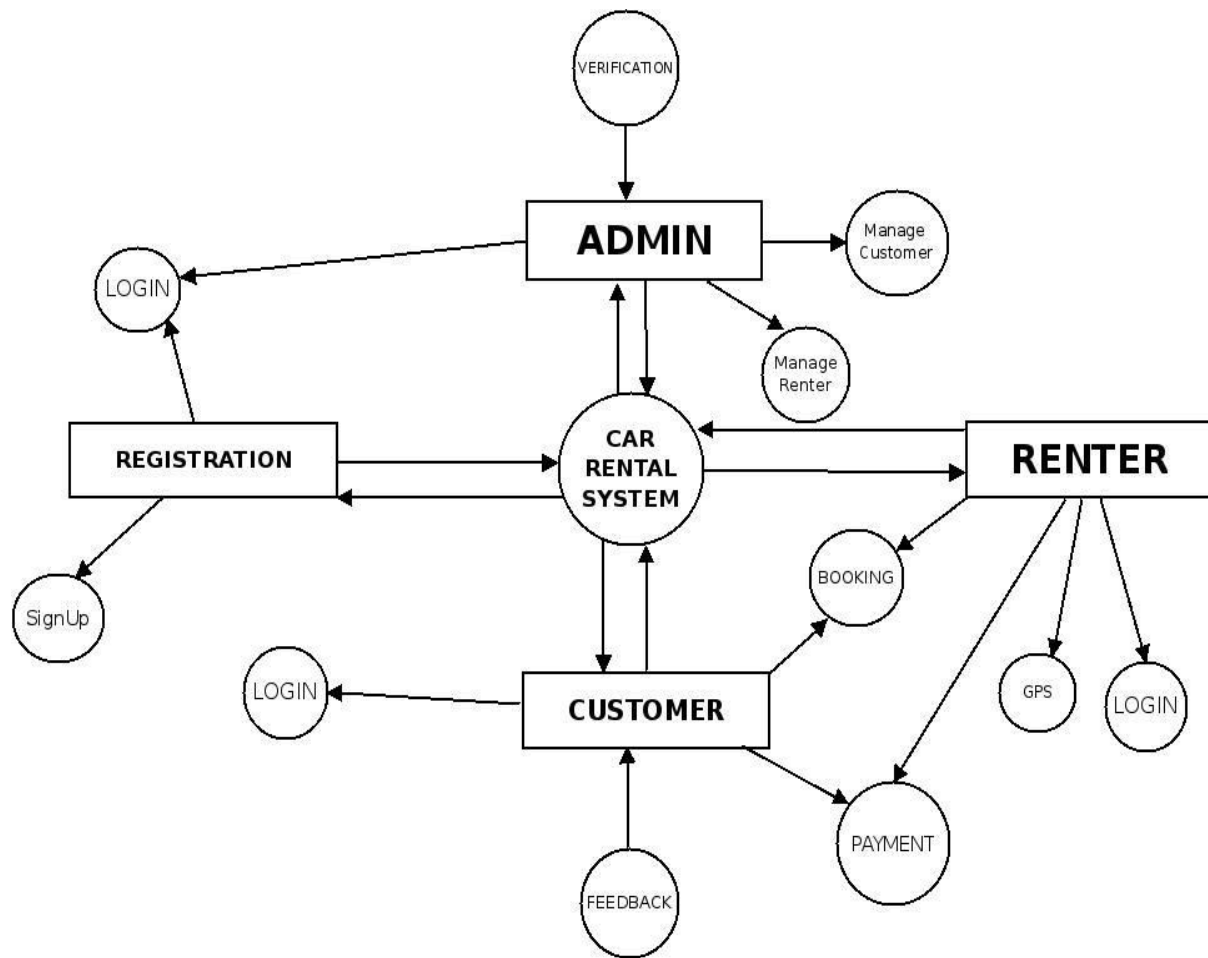 VERIFICATION
ADMIN
Manage
Customer
LOGIN
Manage
Renter
REGISTRATION
CAR
RENTAL
SYSTEM
RENTER
BOOKING
SignUp
LOGIN
CUSTOMER
GPS
LOGIN
PAYMENT
FEEDBACK